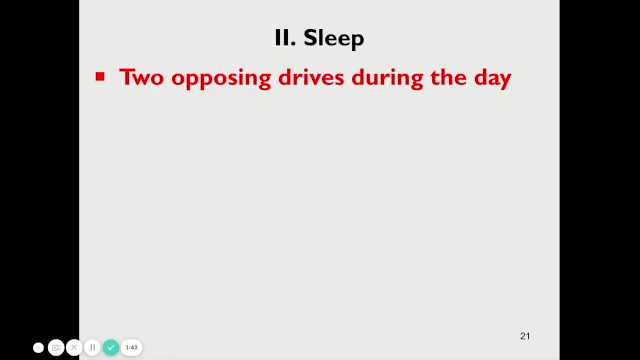 II. Sleep
Two opposing drives during the day
21
1:43